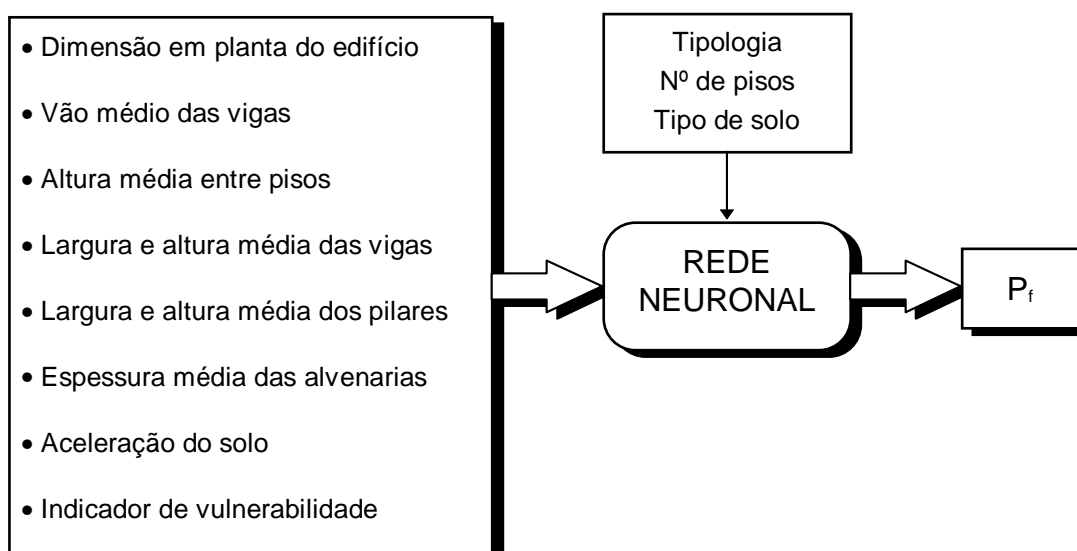 • Dimensão em planta do edifício
• Vão médio das vigas
• Altura média entre pisos
• Largura e altura média das vigas
• Largura e altura média dos pilares
• Espessura média das alvenarias
• Aceleração do solo
• Indicador de vulnerabilidade
Tipologia
Nº de pisos
Tipo de solo
REDE
NEURONAL
Pf